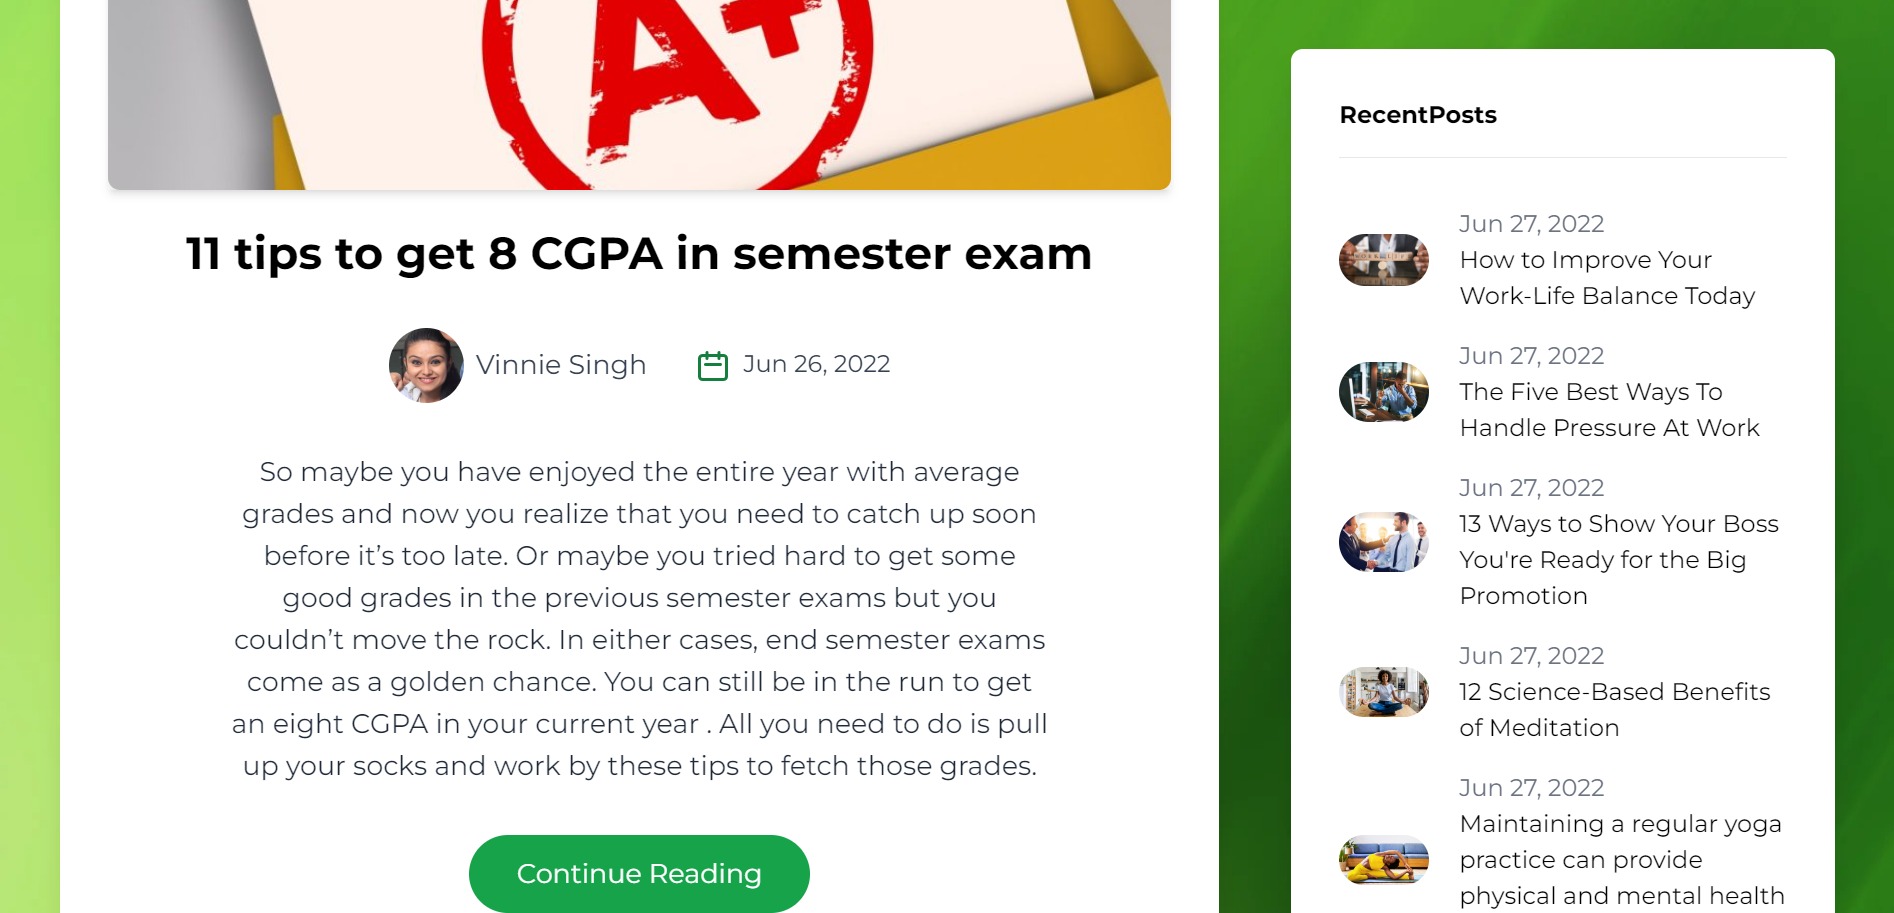 A+
11 tips to get 8 CGPA in semester exam
Vinnie Singh
Jun 26, 2022
So maybe you have enjoyed the entire year with average
grades and now you realize that you need to catch up soon
before it’s too late. Or maybe you tried hard to get some
good grades in the previous semester exams but you
couldn’t move the rock. In either cases, end semester exams
come as a golden chance. You can still be in the run to get
an eight CGPA in your current year . All you need to do is pull
up your socks and work by these tips to fetch those grades.
Continue Reading
RecentPosts
Jun 27, 2022
How to Improve Your
Work-Life Balance Today
Jun 27, 2022
The Five Best Ways To
Handle Pressure At Work
Jun 27, 2022
13 Ways to Show Your Boss
You're Ready for the Big
Promotion
Jun 27, 2022
12 Science-Based Benefits
of Meditation
Jun 27, 2022
Maintaining a regular yoga
practice can provide
physical and mental health